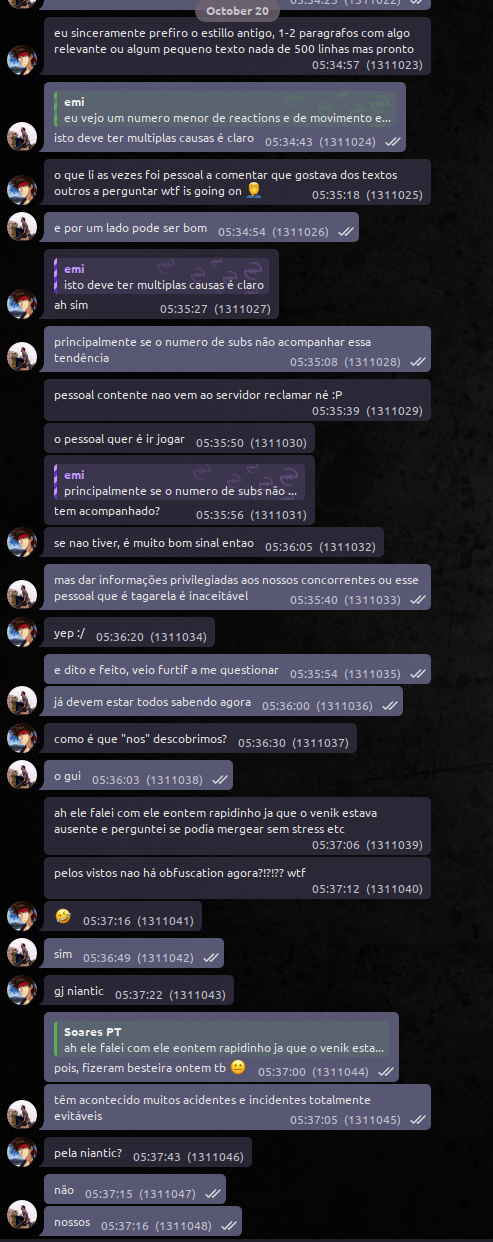 05:34:25 (1311022)
October 20
eu sinceramente prefiro o estillo antigo, 1-2 paragrafos com algo
relevante ou algum pequeno texto nada de 500 linhas mas pronto
05:34:57 (1311023)
emi
eu vejo um numero menor de reactions e de movimento e...
isto deve ter multiplas causas é claro 05:34:43 (1311024)
o que li as vezes foi pessoal a comentar que gostava dos textos
outros a perguntar wtf is going on 🤦‍♂️ 05:35:18 (1311025)
e por um lado pode ser bom 05:34:54 (1311026)
emi
isto deve ter multiplas causas é claro
ah sim 05:35:27 (1311027)
principalmente se o numero de subs não acompanhar essa
tendência 05:35:08 (1311028)
pessoal contente nao vem ao servidor reclamar né :P
05:35:39 (1311029)
o pessoal quer é ir jogar 05:35:50 (1311030)
emi
principalmente se o numero de subs não ...
tem acompanhado? 05:35:56 (1311031)
se nao tiver, é muito bom sinal entao 05:36:05 (1311032)
mas dar informações privilegiadas aos nossos concorrentes ou esse
pessoal que é tagarela é inaceitável 05:35:40 (1311033)
yep :/ 05:36:20 (1311034)
e dito e feito, veio furtif a me questionar 05:35:54 (1311035)
já devem estar todos sabendo agora 05:36:00 (1311036)
como é que "nos" descobrimos? 05:36:30 (1311037)
o gui 05:36:03 (1311038)
ah ele falei com ele eontem rapidinho ja que o venik estava
ausente e perguntei se podia mergear sem stress etc
05:37:06 (1311039)
pelos vistos nao há obfuscation agora?!?!?? wtf
05:37:12 (1311040)
🤣 05:37:16 (1311041)
sim 05:36:49 (1311042)
gj niantic 05:37:22 (1311043)
Soares PT
ah ele falei com ele eontem rapidinho ja que o venik esta...
pois, fizeram besteira ontem tb 😐 05:37:00 (1311044)
têm acontecido muitos acidentes e incidentes totalmente
evitáveis 05:37:05 (1311045)
pela niantic? 05:37:43 (1311046)
não 05:37:15 (1311047)
nossos 05:37:16 (1311048)